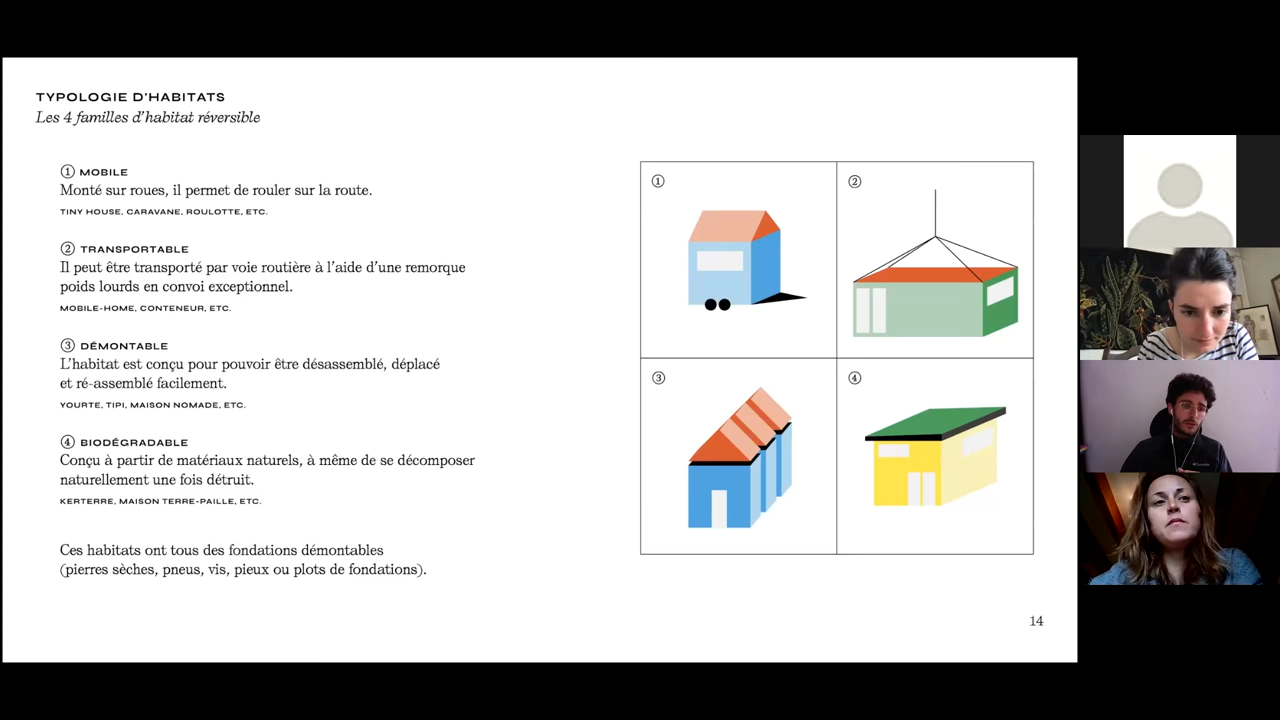 TYPOLOGIE D'HABITATS
Les 4 familles d'habitat réversible
① MOBILE
Monté sur roues, il permet de rouler sur la route.
TINY HOUSE, CARAVANE, ROULOTTE, ETC.
② TRANSPORTABLE
Il peut être transporté par voie routière à l'aide d'une remorque
poids lourds en convoi exceptionnel.
MOBILE-HOME, CONTENEUR, ETC.
③ DÉMONTABLE
L'habitat est conçu pour pouvoir être désassemblé, déplacé
et ré-assemblé facilement.
YOURTE, TIPI, MAISON NOMADE, ETC.
④ BIODÉGRADABLE
Conçu à partir de matériaux naturels, à même de se décomposer
naturellement une fois détruit.
KERTERRE, MAISON TERRE-PAILLE, ETC.
Ces habitats ont tous des fondations démontables
(pierres sèches, pneus, vis, pieux ou plots de fondations).
①
②
③
④
14